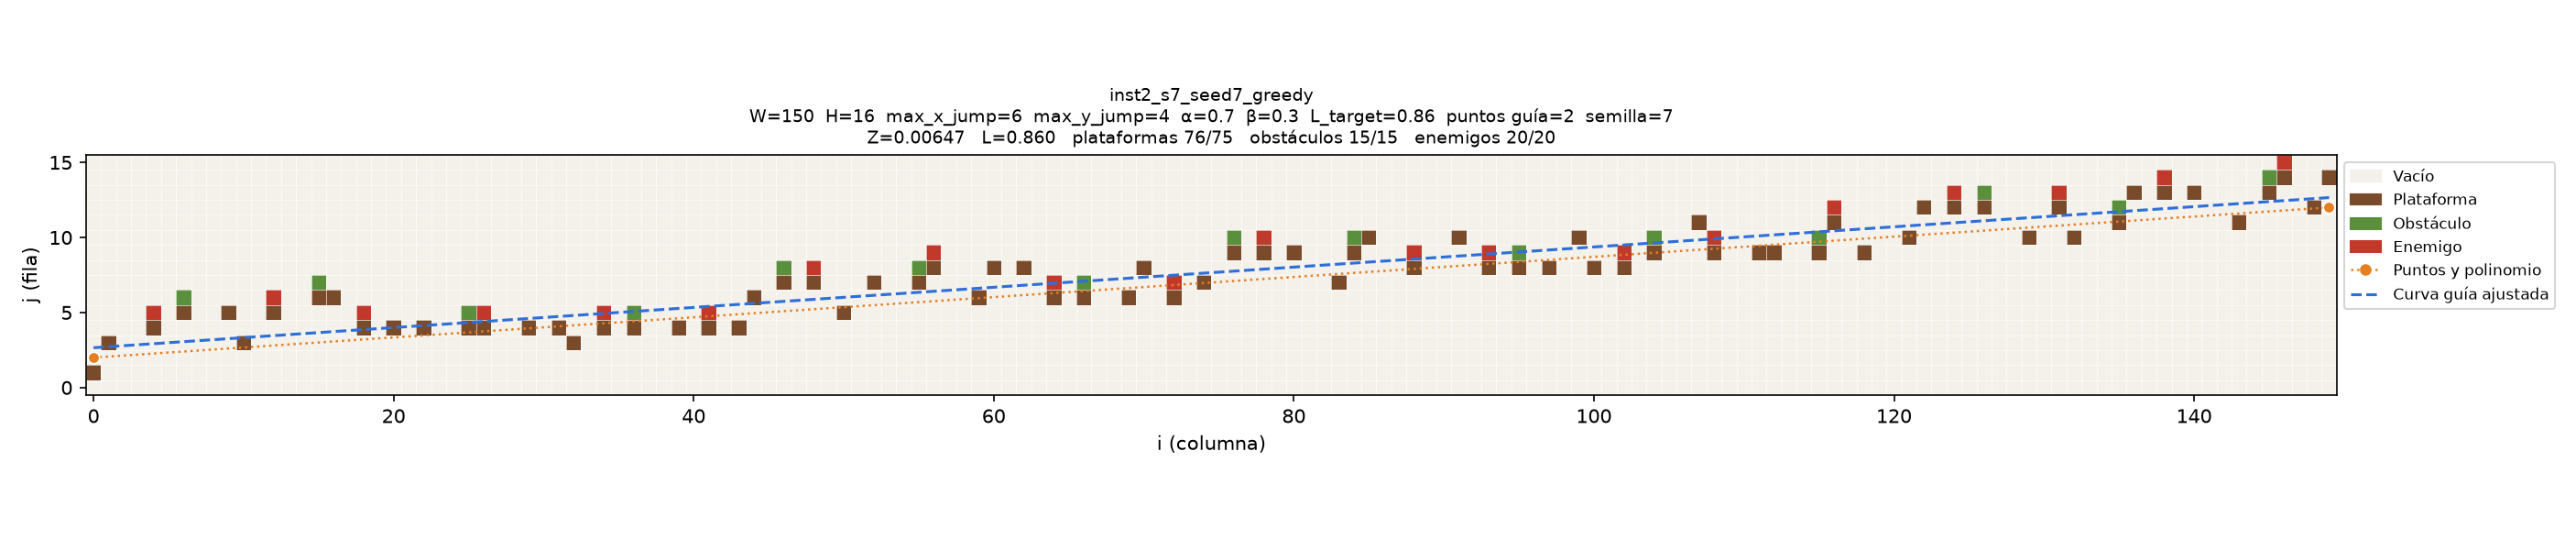 inst2_s7_seed7_greedy
W=150  H=16  max_x_jump=6  max_y_jump=4  α=0.7  β=0.3  L_target=0.86  puntos guía=2  semilla=7
Z=0.00647   L=0.860   plataformas 76/75   obstáculos 15/15   enemigos 20/20
15
10
5
0
j (fila)
0 20 40 60 80 100 120 140
i (columna)
Vacío
Plataforma
Obstáculo
Enemigo
Puntos y polinomio
Curva guía ajustada